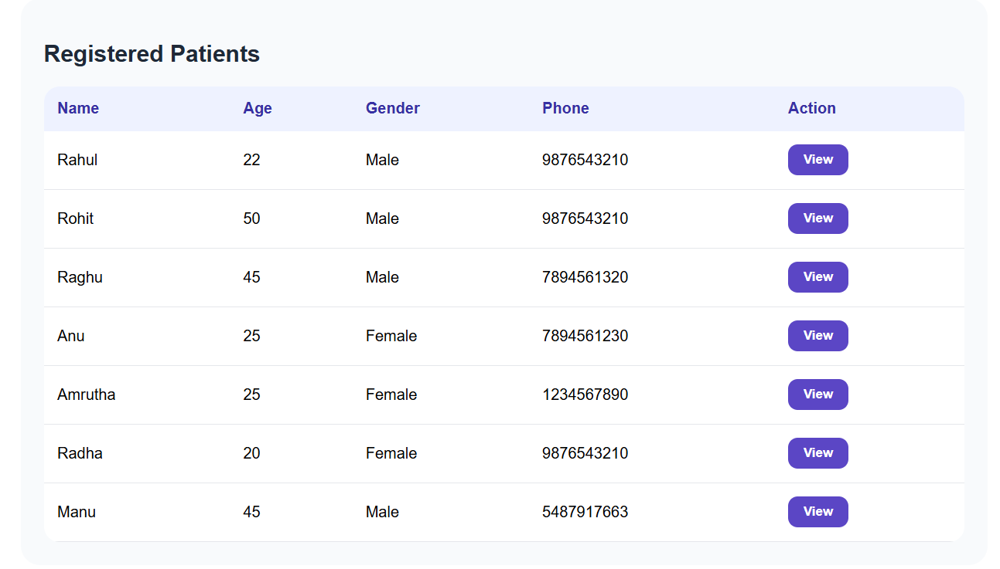 Registered Patients
Name Age Gender Phone Action
Rahul 22 Male 9876543210 View
Rohit 50 Male 9876543210 View
Raghu 45 Male 7894561320 View
Anu 25 Female 7894561230 View
Amrutha 25 Female 1234567890 View
Radha 20 Female 9876543210 View
Manu 45 Male 5487917663 View